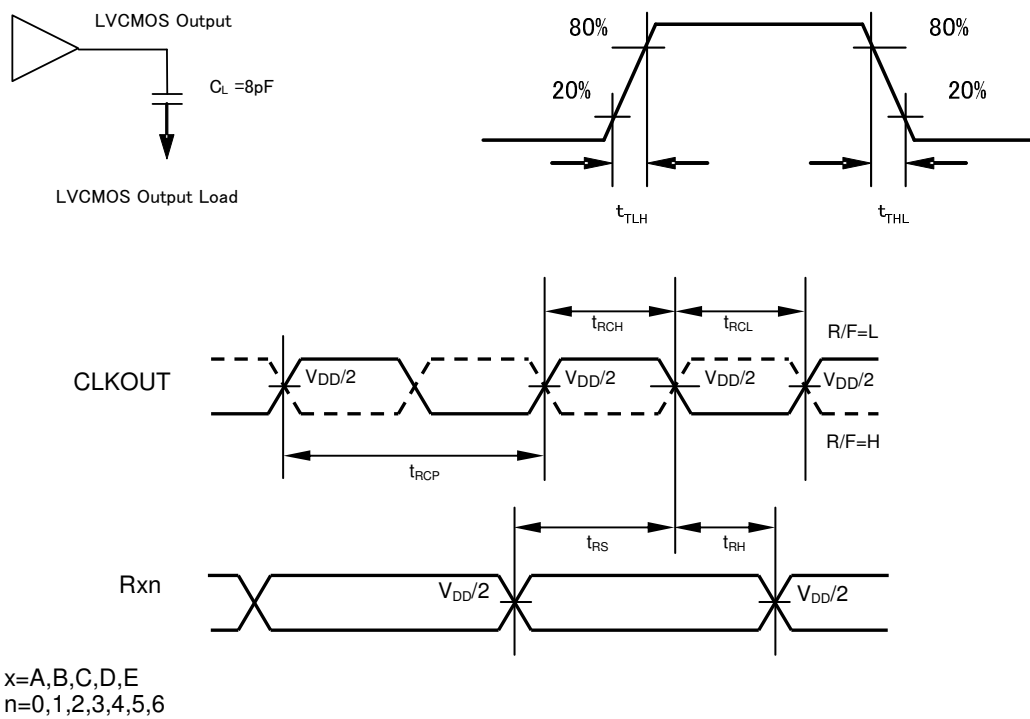 LVCMOS Output
C_L =8pF
LVCMOS Output Load
80%
80%
20%
20%
t_TLH
t_THL
t_RCH
t_RCL
R/F=L
CLKOUT
V_DD/2
V_DD/2
V_DD/2
V_DD/2
R/F=H
t_RCP
t_RS
t_RH
Rxn
V_DD/2
V_DD/2
x=A,B,C,D,E
n=0,1,2,3,4,5,6